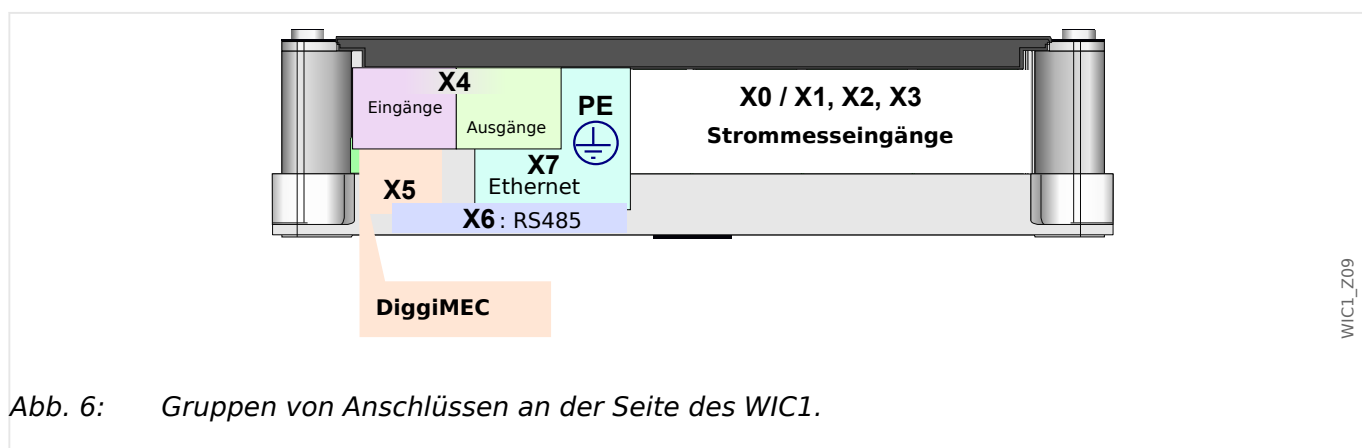 X4
Eingänge
Ausgänge
PE
X0 / X1, X2, X3
Strommesseingänge
X7
Ethernet
X5
X6 : RS485
DiggiMEC
WIC1_Z09
Abb. 6: Gruppen von Anschlüssen an der Seite des WIC1.